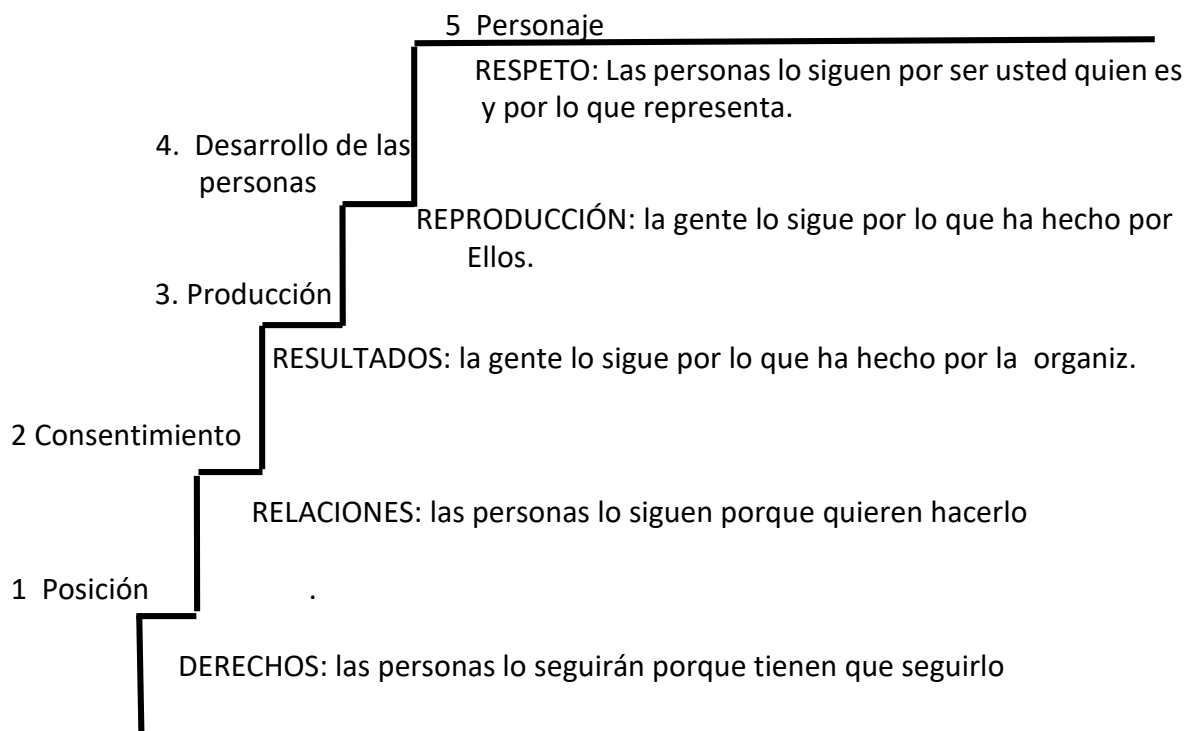 5 Personaje
RESPETO: Las personas lo siguen por ser usted quien es
y por lo que representa.
4. Desarrollo de las
personas
REPRODUCCIÓN: la gente lo sigue por lo que ha hecho por
Ellos.
3. Producción
RESULTADOS: la gente lo sigue por lo que ha hecho por la organiz.
2 Consentimiento
RELACIONES: las personas lo siguen porque quieren hacerlo
1 Posición .
DERECHOS: las personas lo seguirán porque tienen que seguirlo